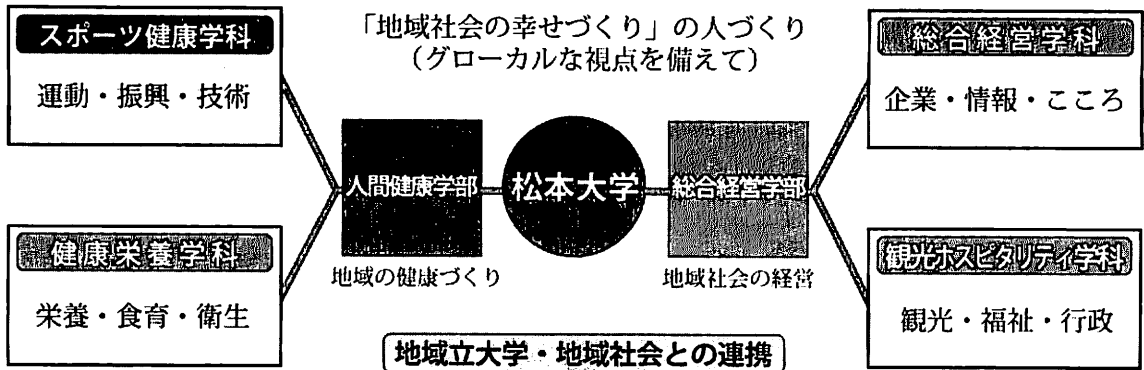 スポーツ健康学科
運動・振興・技術
「地域社会の幸せづくり」の人づくり
（グローカルな視点を備えて）
総合経営学科
企業・情報・こころ
人間健康学部
松本大学
総合経営学部
地域の健康づくり
地域社会の経営
健康栄養学科
栄養・食育・衛生
観光ホスピタリティ学科
観光・福祉・行政
地域立大学・地域社会との連携